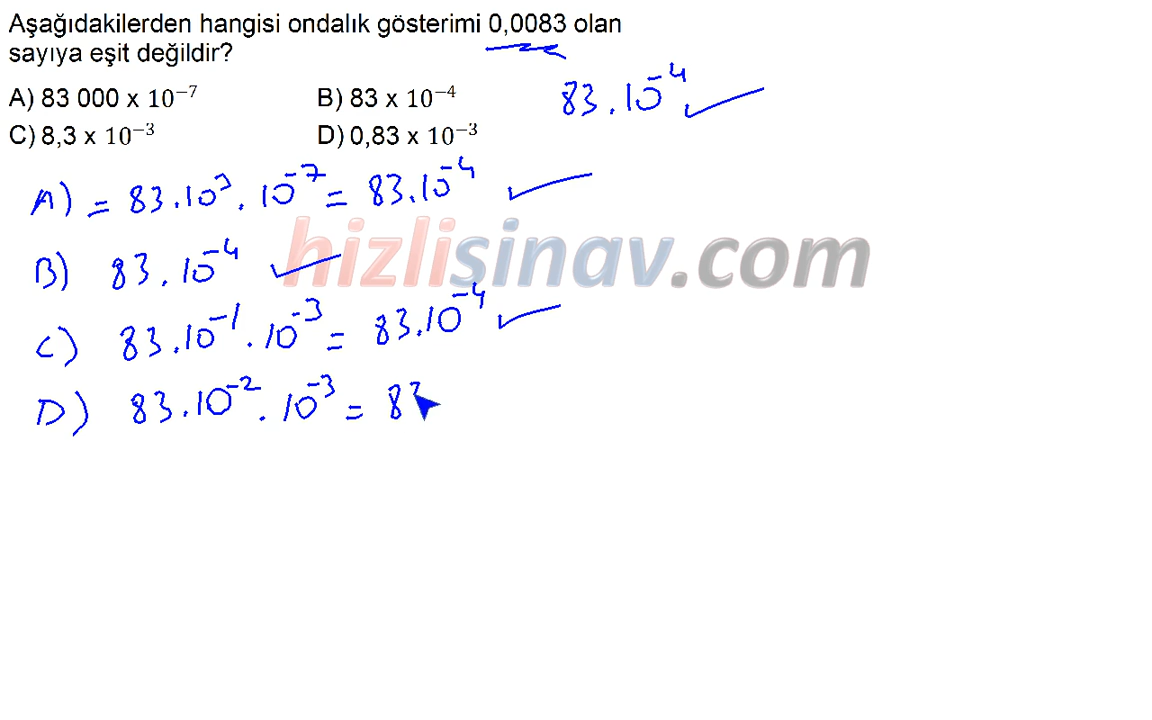 Aşağıdakilerden hangisi ondalık gösterimi 0,0083 olan
sayıya eşit değildir?
A) 83 000 x 10⁻⁷ B) 83 x 10⁻⁴
C) 8,3 x 10⁻³ D) 0,83 x 10⁻³
83.10⁻⁴ ✓
A) = 83.10³.10⁻⁷ = 83.10⁻⁴ ✓
hizlisinav.com
B) 83.10⁻⁴ ✓
C) 83.10⁻¹.10⁻³ = 83.10⁻⁴ ✓
D) 83.10⁻².10⁻³ = 83